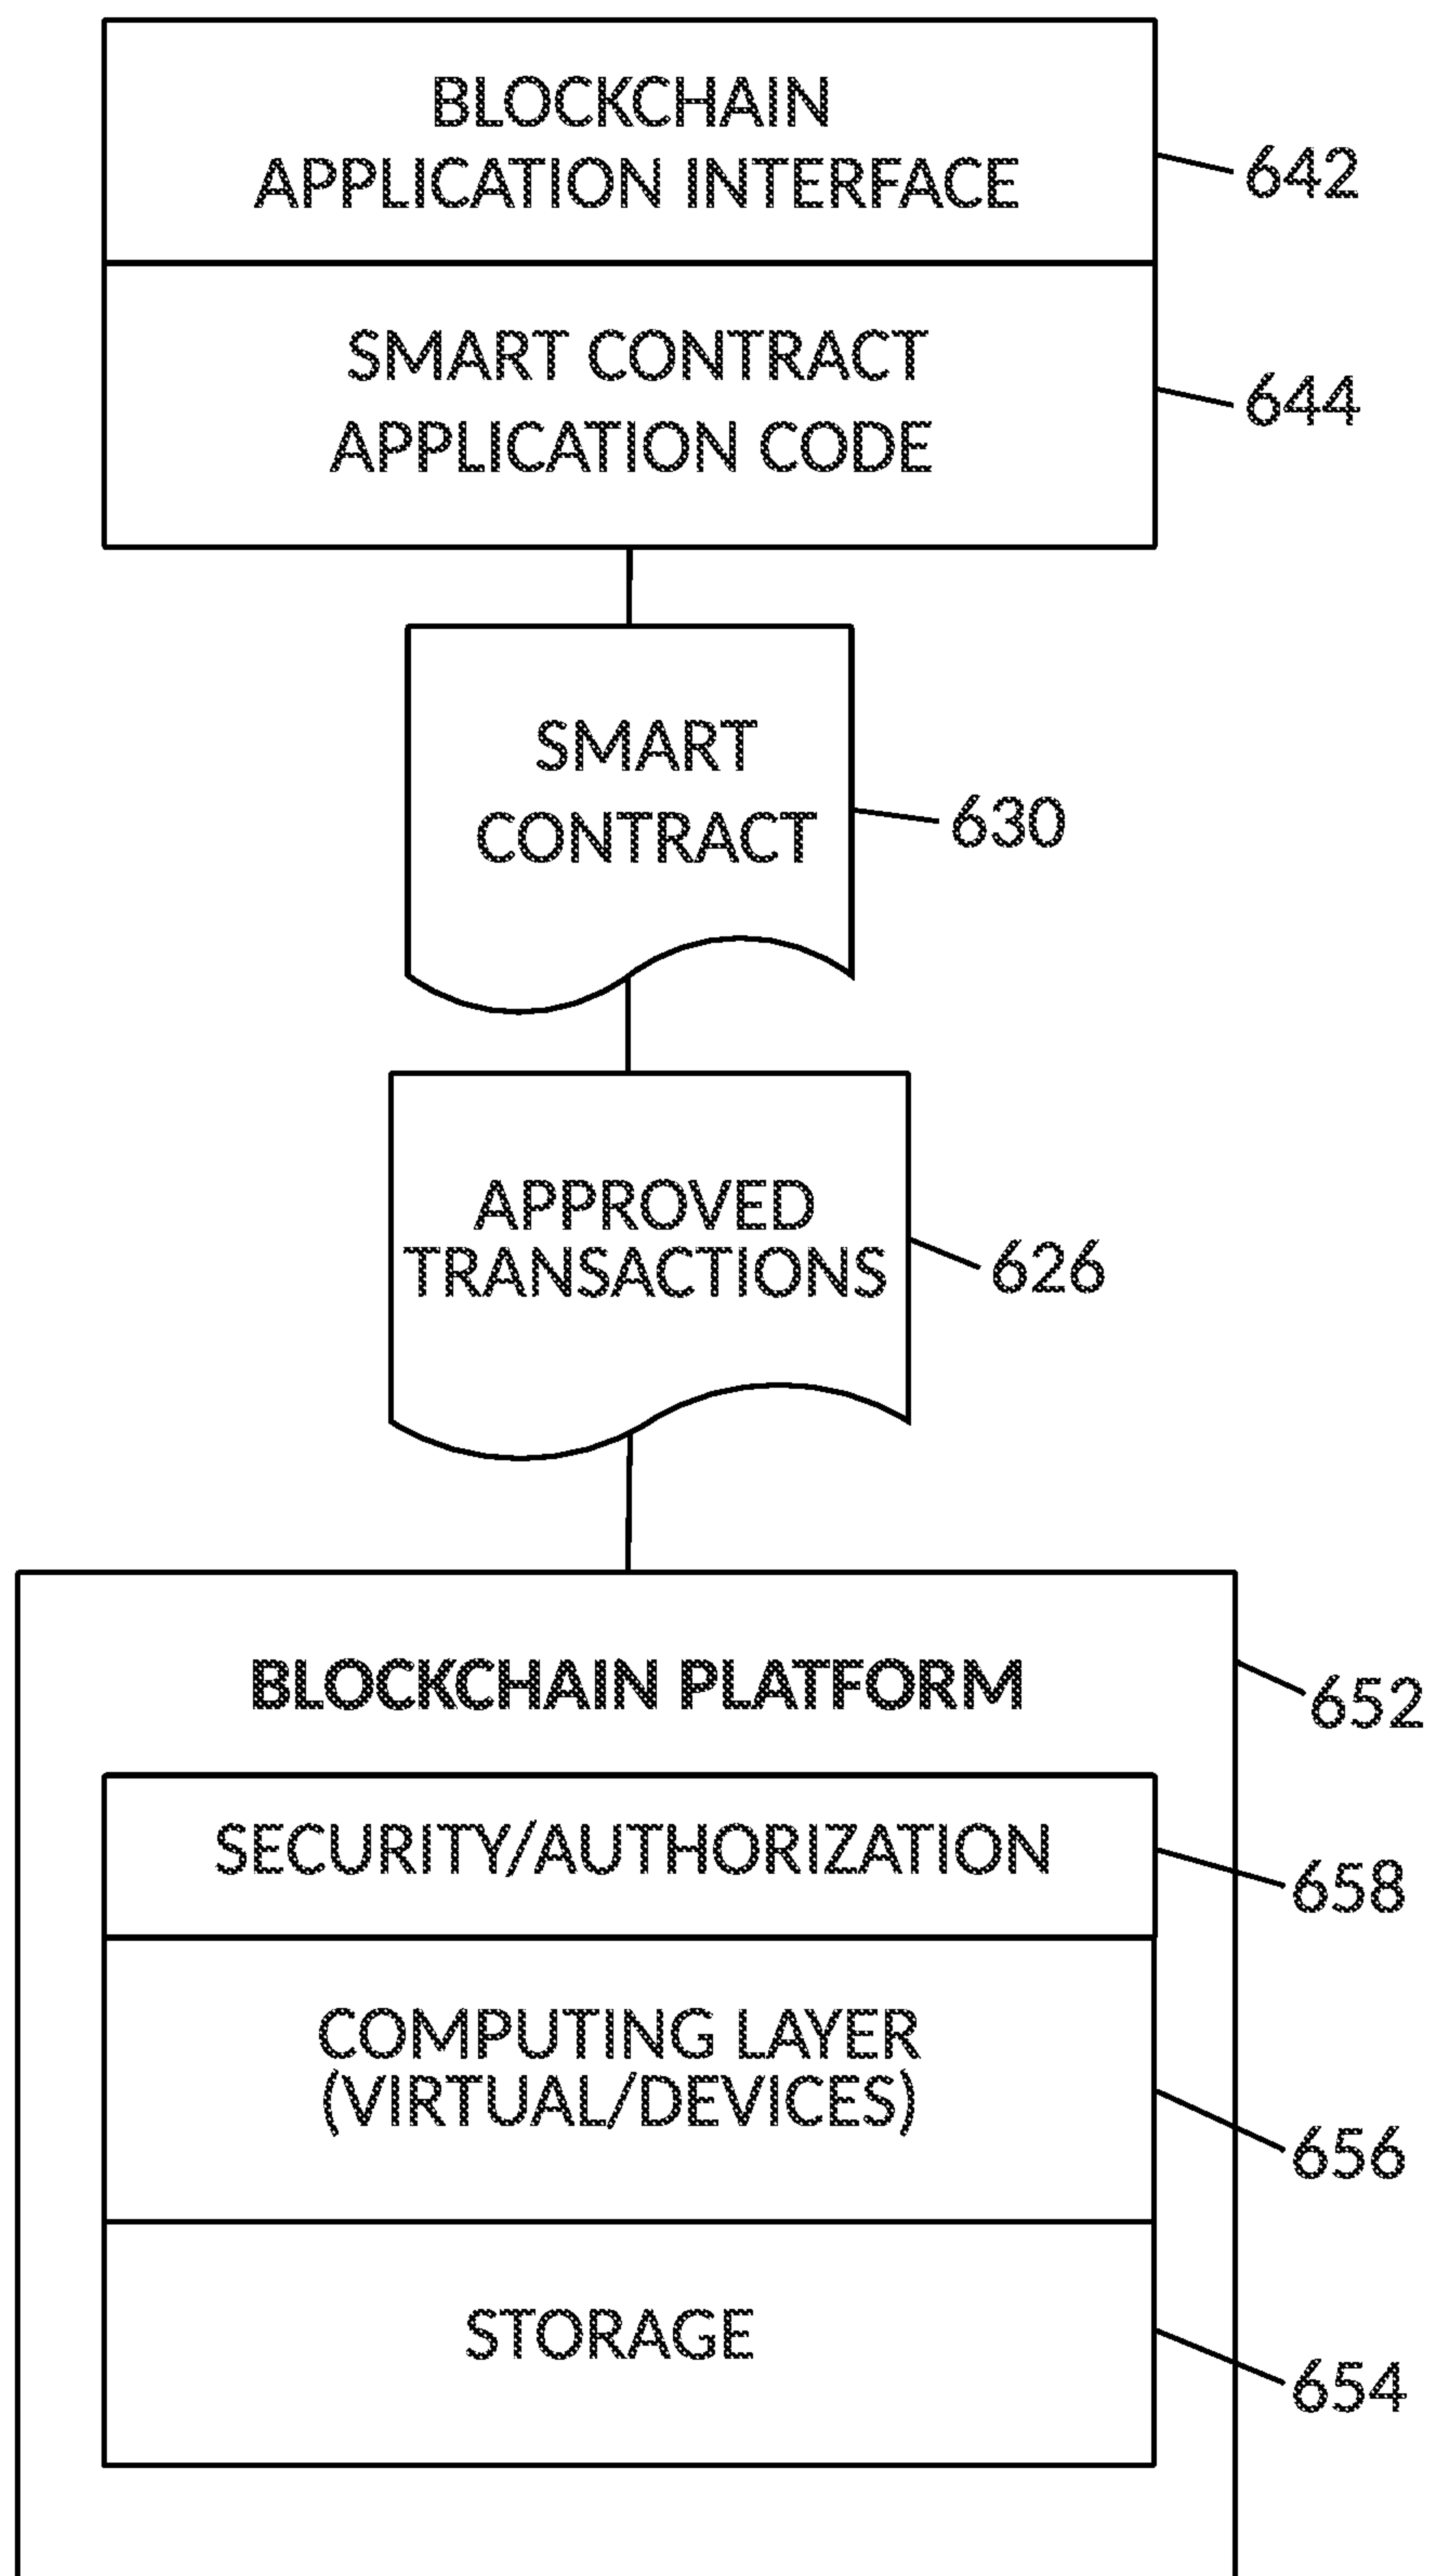 BLOCKCHAIN
APPLICATION INTERFACE
642
SMART CONTRACT
APPLICATION CODE
644
SMART
CONTRACT
630
APPROVED
TRANSACTIONS
626
BLOCKCHAIN PLATFORM
652
SECURITY/AUTHORIZATION
658
COMPUTING LAYER
(VIRTUAL/DEVICES)
656
STORAGE
654